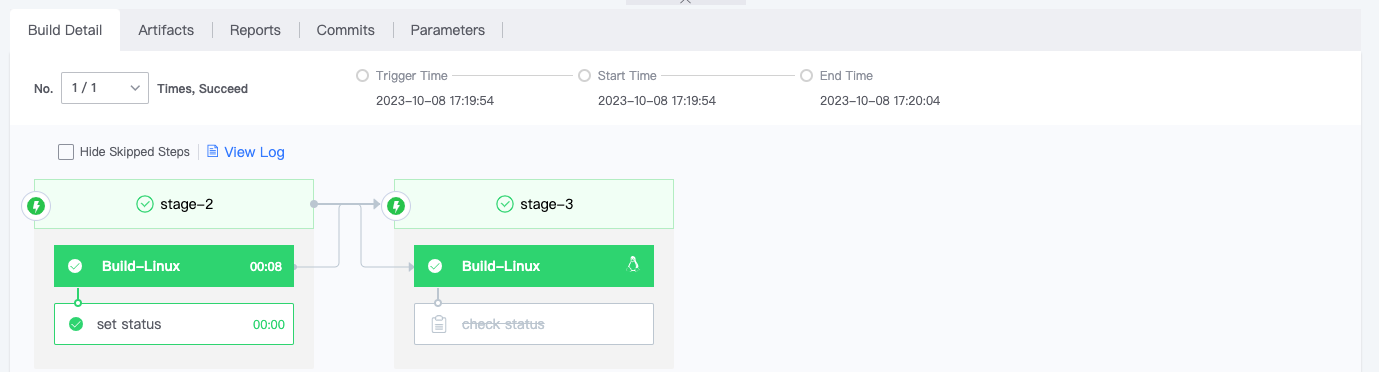 Build Detail Artifacts Reports Commits Parameters
No. 1 / 1 Times, Succeed
Trigger Time Start Time End Time
2023-10-08 17:19:54 2023-10-08 17:19:54 2023-10-08 17:20:04
Hide Skipped Steps View Log
stage-2 stage-3
Build-Linux 00:08 Build-Linux
set status 00:00 check status